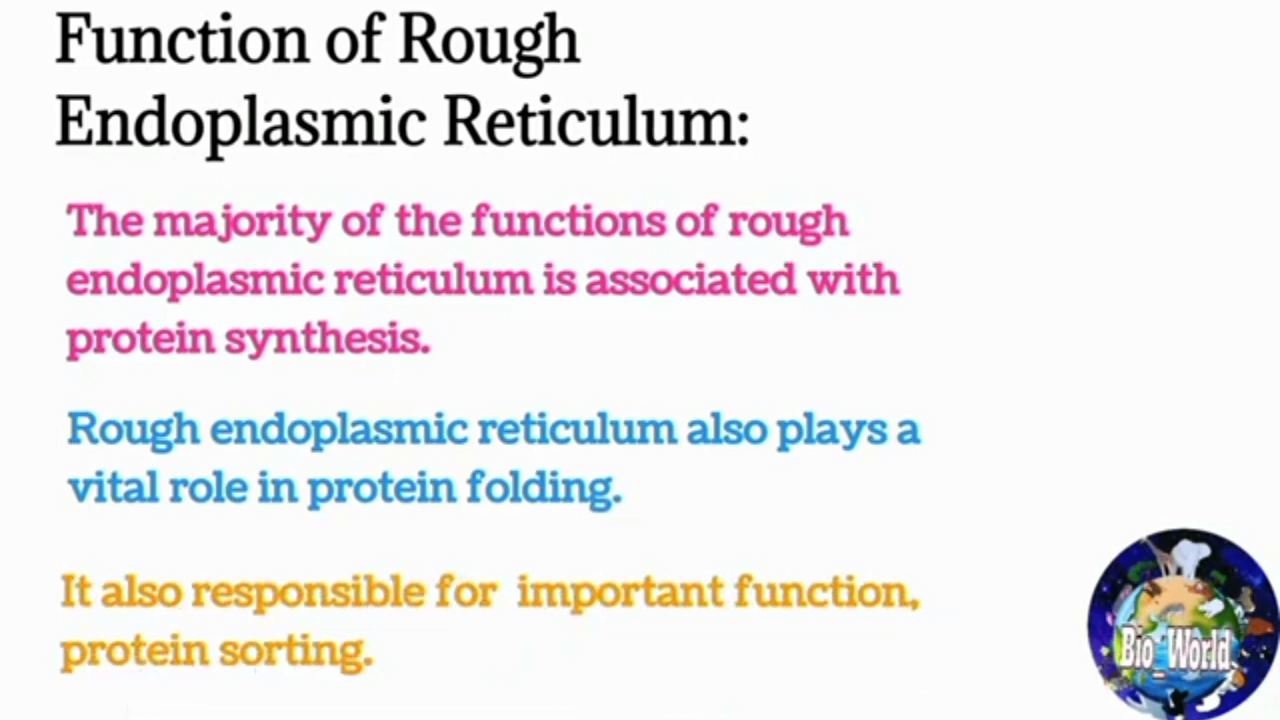 Function of Rough
Endoplasmic Reticulum:
The majority of the functions of rough
endoplasmic reticulum is associated with
protein synthesis.
Rough endoplasmic reticulum also plays a
vital role in protein folding.
It also responsible for important function,
protein sorting.
Bio_World